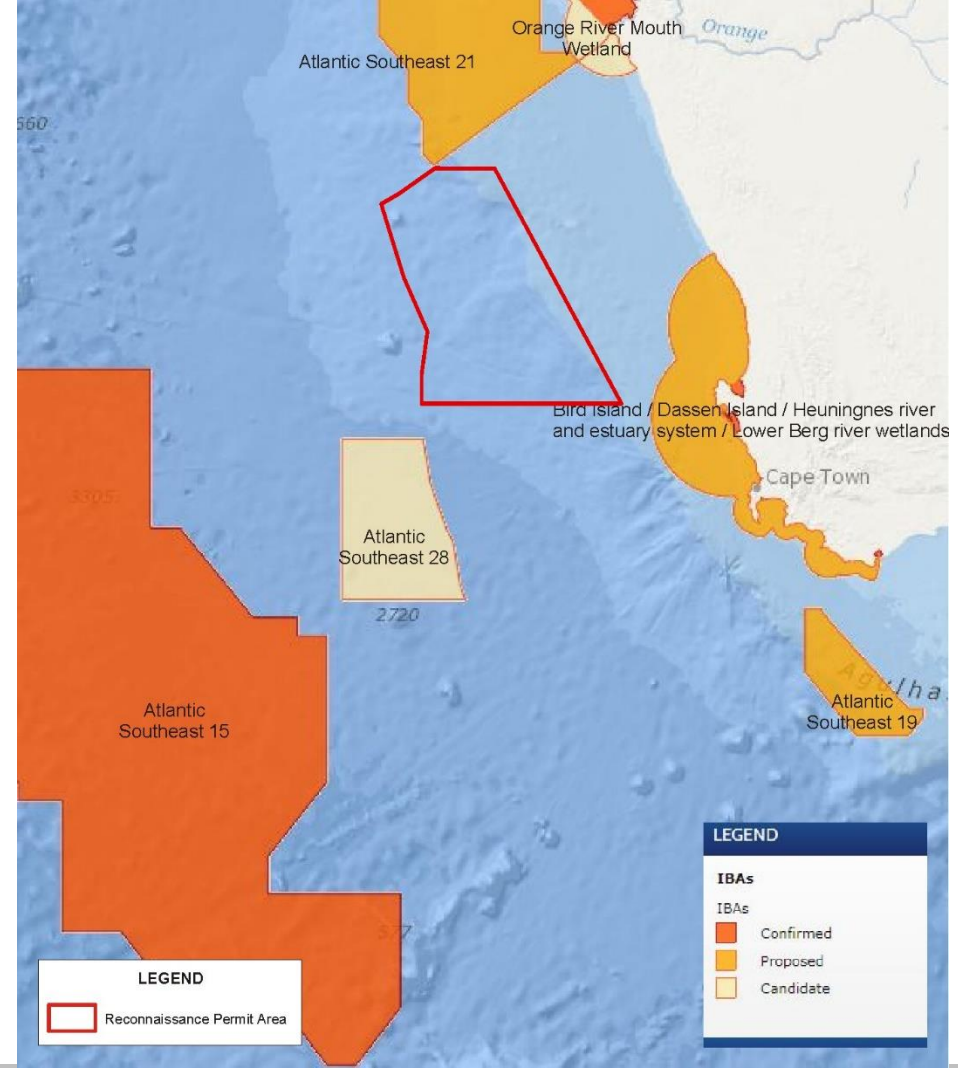 Orange River Mouth
Wetland
Orange
Atlantic Southeast 21
560
Bird Island / Dassen Island / Heuningnes river
and estuary system / Lower Berg river wetlands
Cape Town
3305
Atlantic
Southeast 28
2720
Agulha
Atlantic
Southeast 19
Atlantic
Southeast 15
577
LEGEND
IBAs
IBAs
Confirmed
Proposed
Candidate
LEGEND
Reconnaissance Permit Area